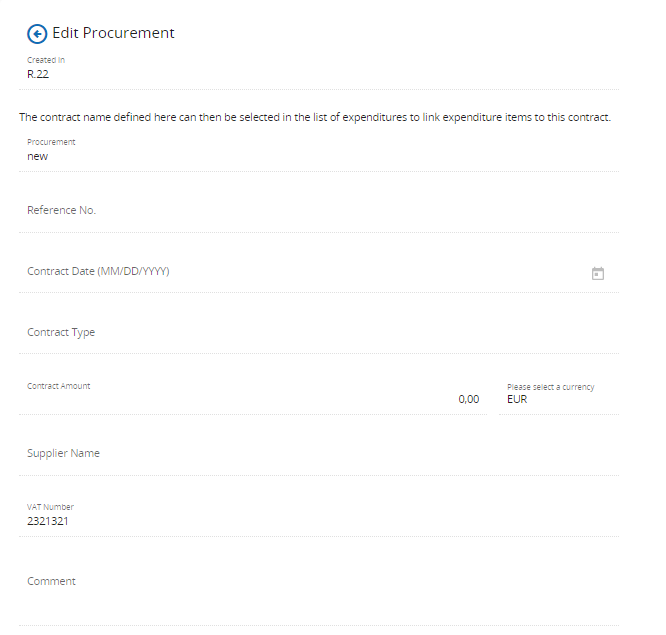 Edit Procurement
Created in
R.22
The contract name defined here can then be selected in the list of expenditures to link expenditure items to this contract.
Procurement
new
Reference No.
Contract Date (MM/DD/YYYY)
Contract Type
Contract Amount
0,00
Please select a currency
EUR
Supplier Name
VAT Number
2321321
Comment